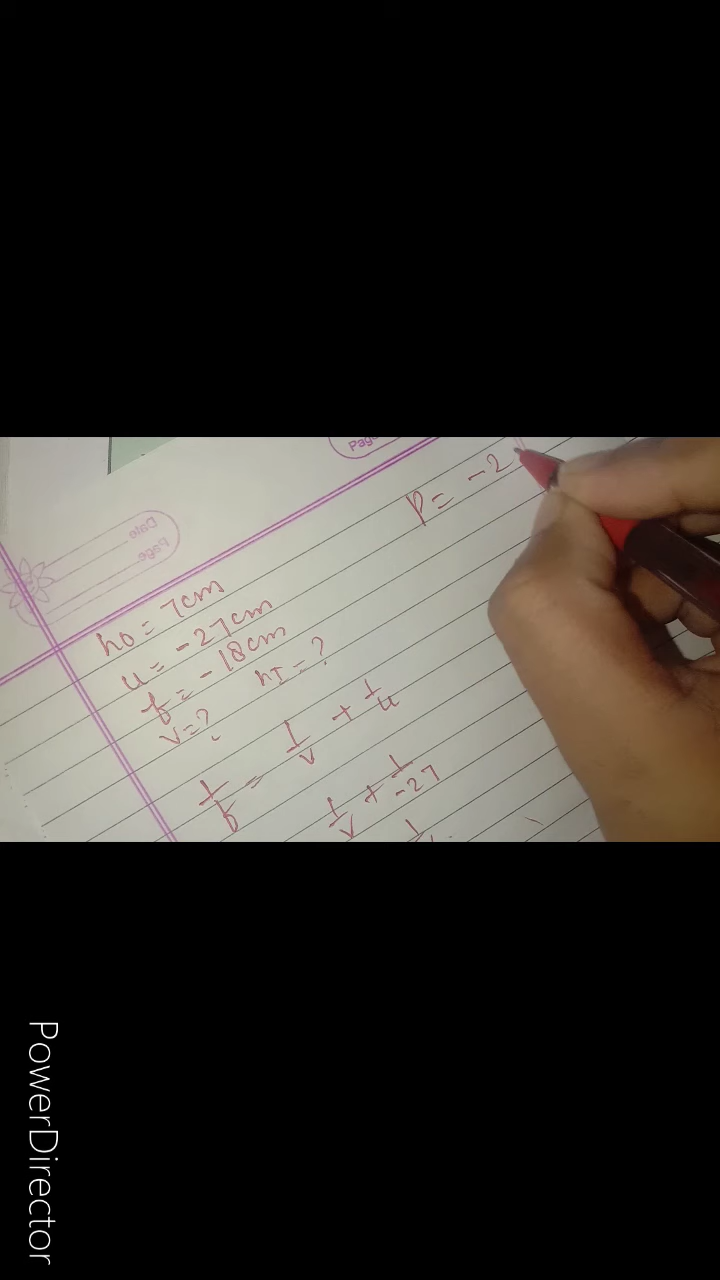 Page
Date
Page
P = -2
ho = 7cm
u = -27cm
f = -18cm
v = ? hI = ?
1/f = 1/v + 1/u
1/v + 1/-27
PowerDirector